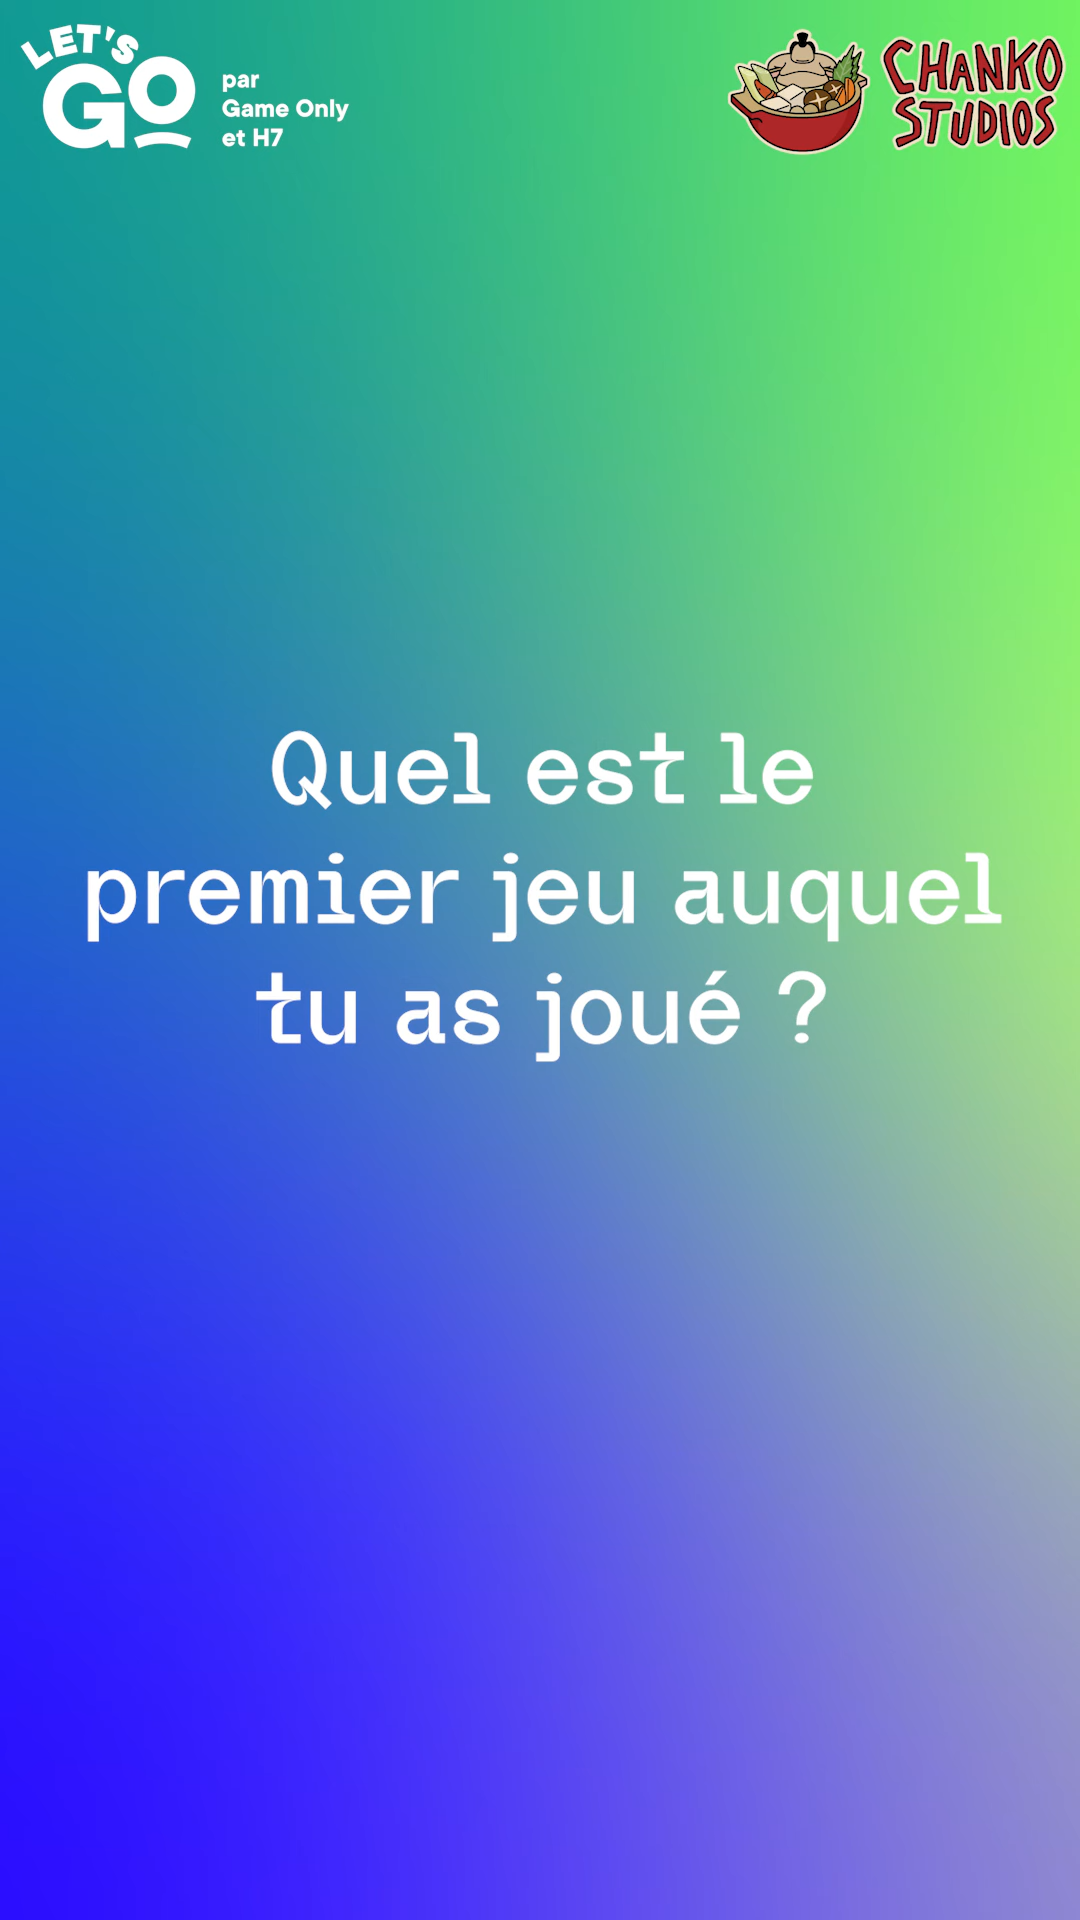 LET'S
GO
par
Game Only
et H7
CHANKO
STUDIOS
Quel est le
premier jeu auquel
tu as joué ?